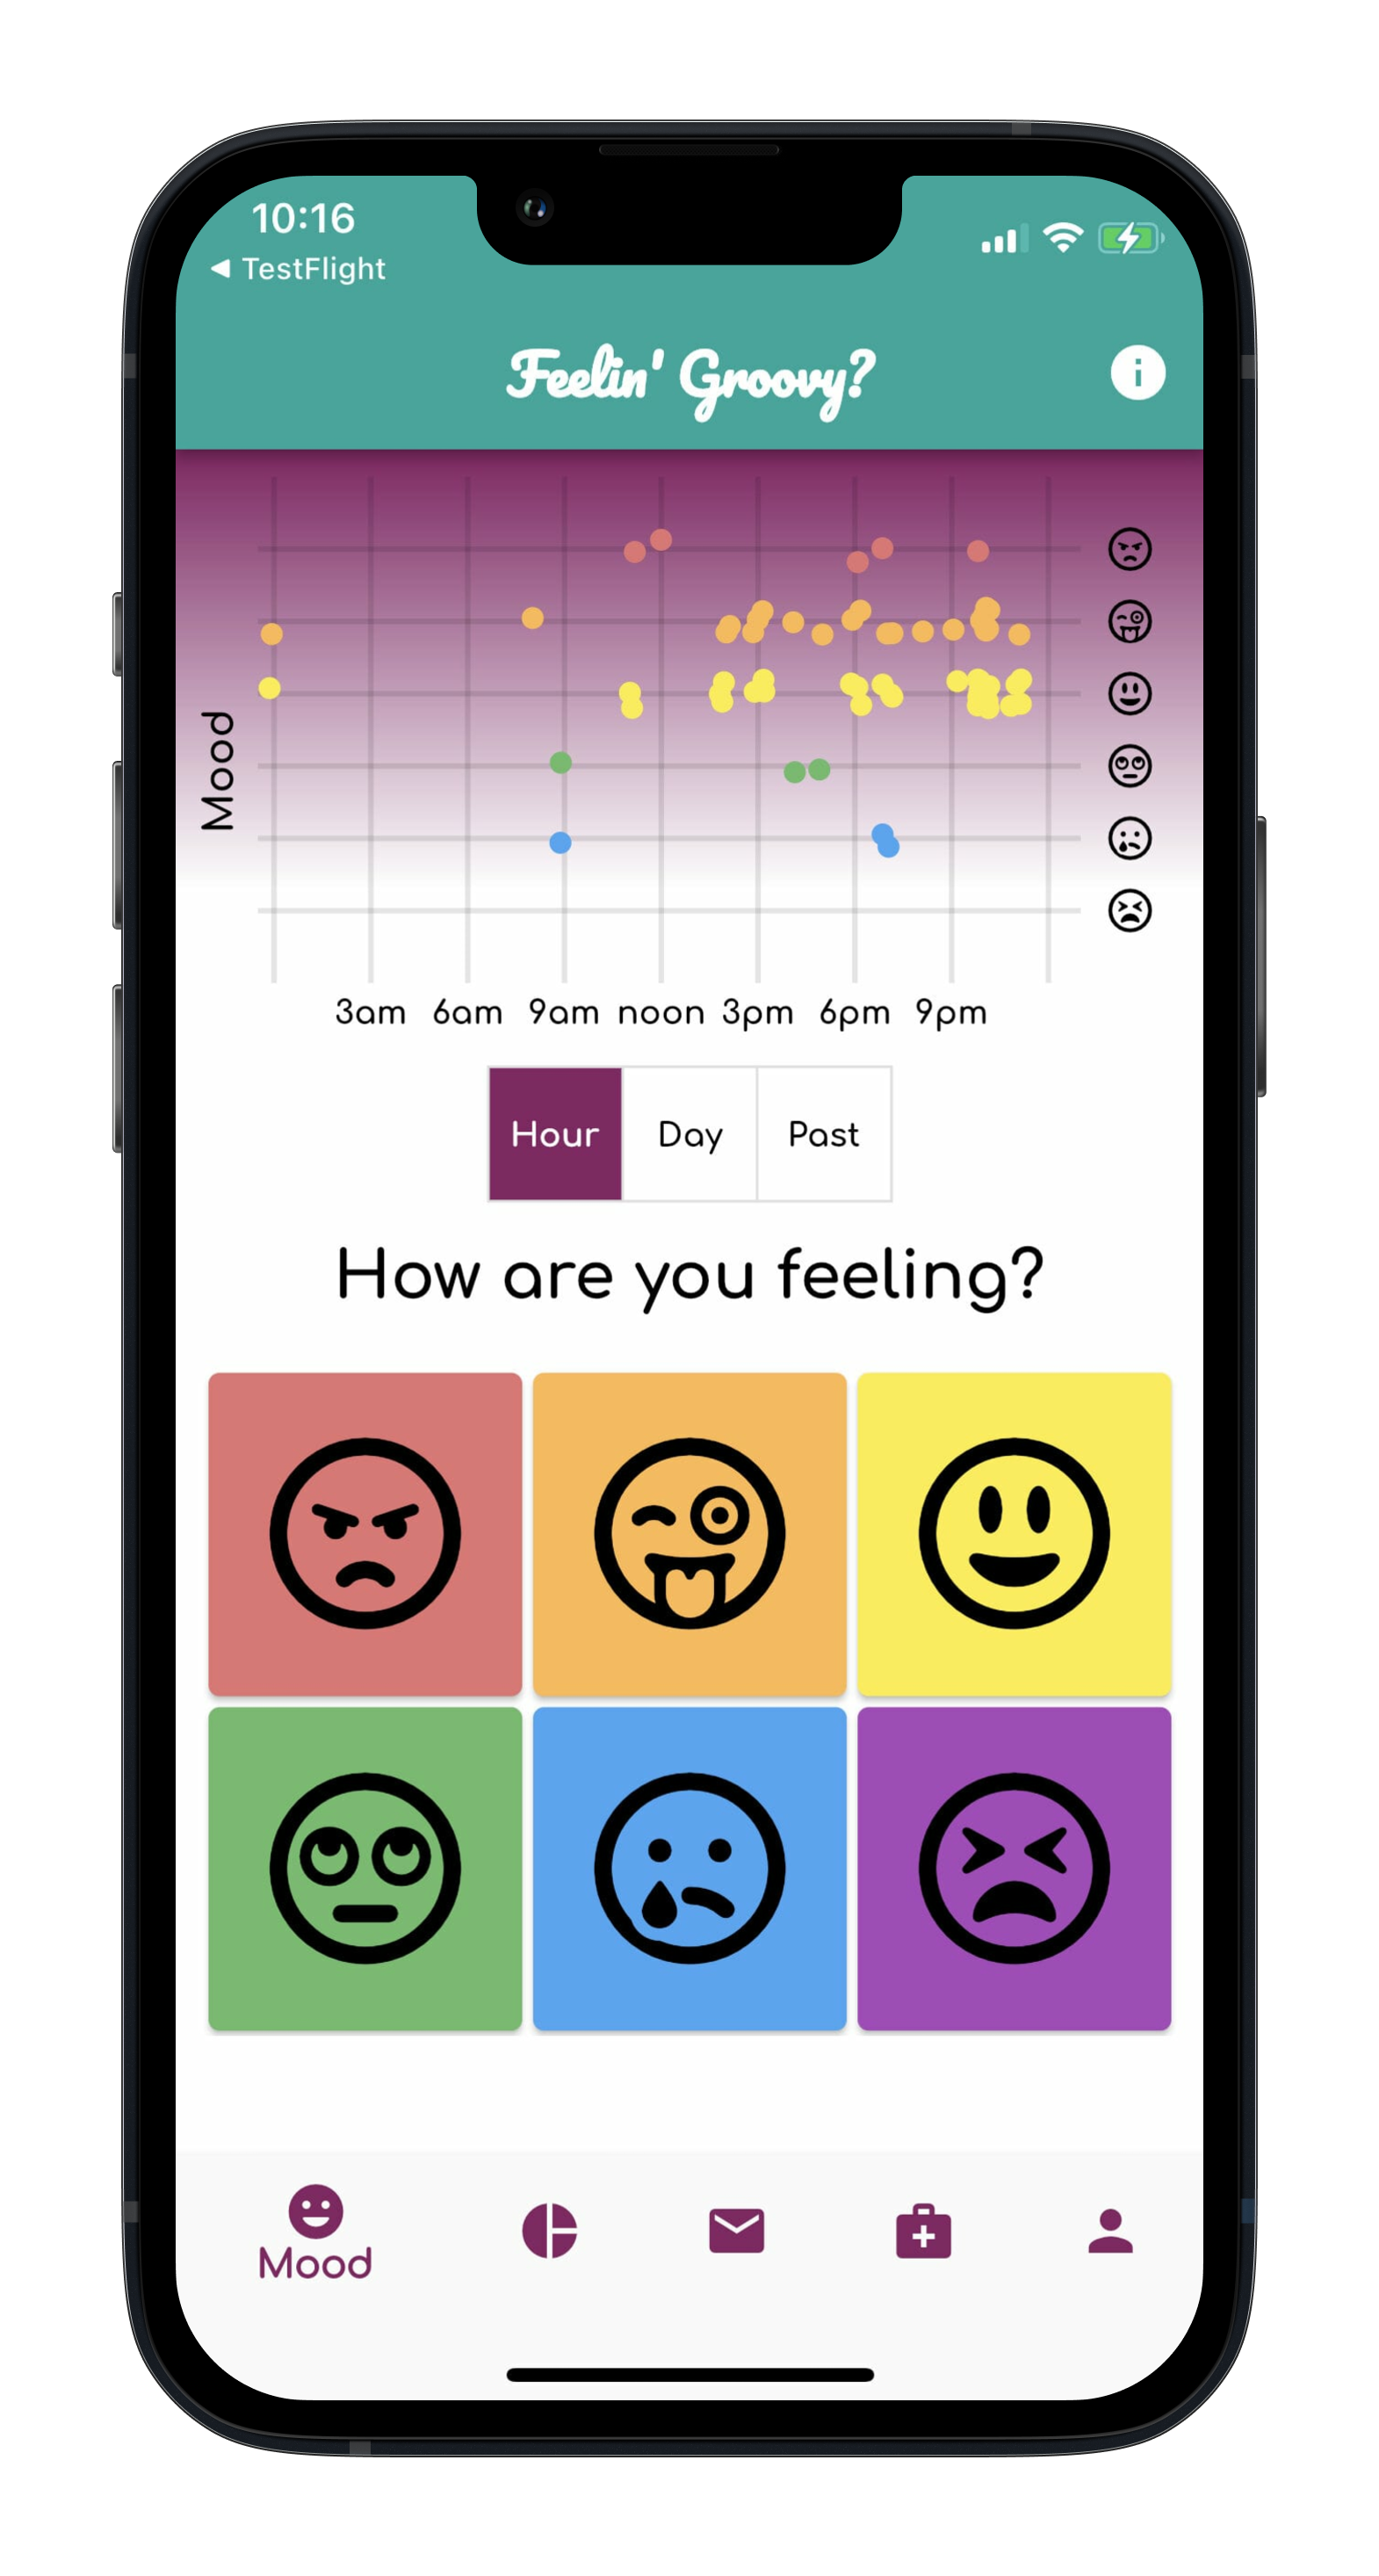 10:16
◀ TestFlight
Feelin' Groovy?
Mood
3am 6am 9am noon 3pm 6pm 9pm
Hour Day Past
How are you feeling?
Mood